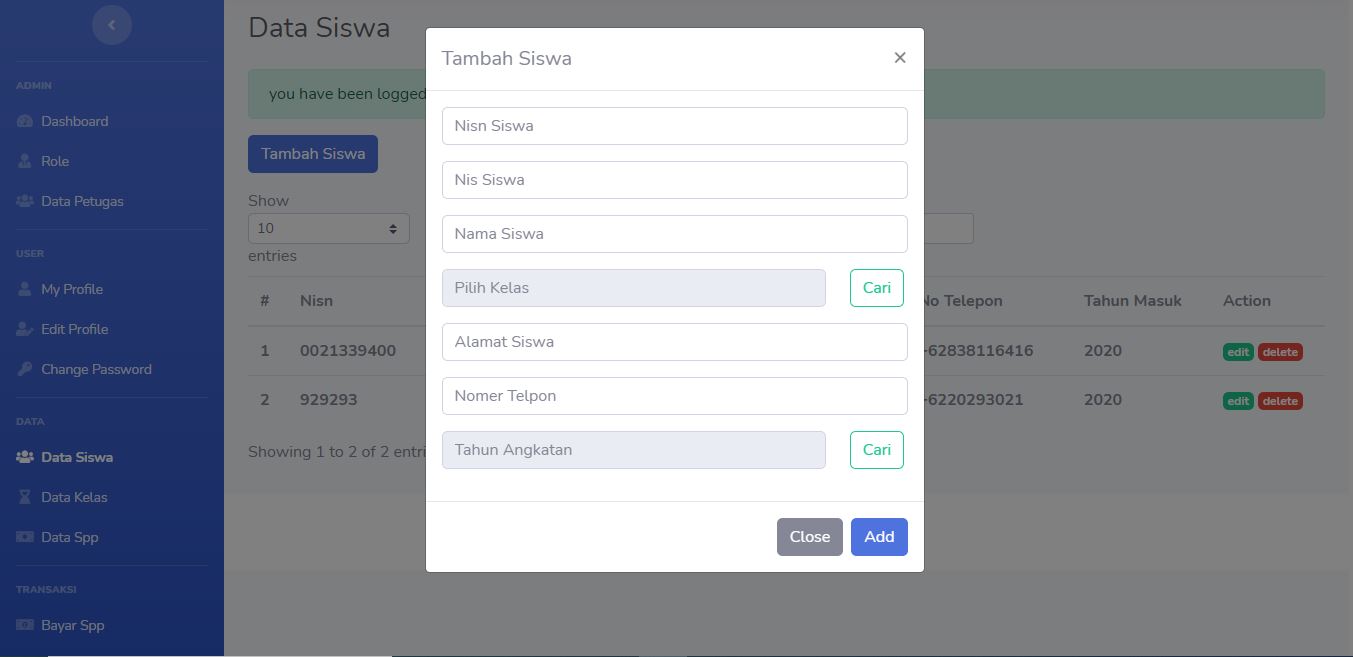 ADMIN
Dashboard
Role
Data Petugas
USER
My Profile
Edit Profile
Change Password
DATA
Data Siswa
Data Kelas
Data Spp
TRANSAKSI
Bayar Spp
Data Siswa
you have been logged
Tambah Siswa
Show
10
entries
# Nisn No Telepon Tahun Masuk Action
1 0021339400 -62838116416 2020 edit delete
2 929293 -6220293021 2020 edit delete
Showing 1 to 2 of 2 entri
Tambah Siswa ×
Nisn Siswa
Nis Siswa
Nama Siswa
Pilih Kelas Cari
Alamat Siswa
Nomer Telpon
Tahun Angkatan Cari
Close Add